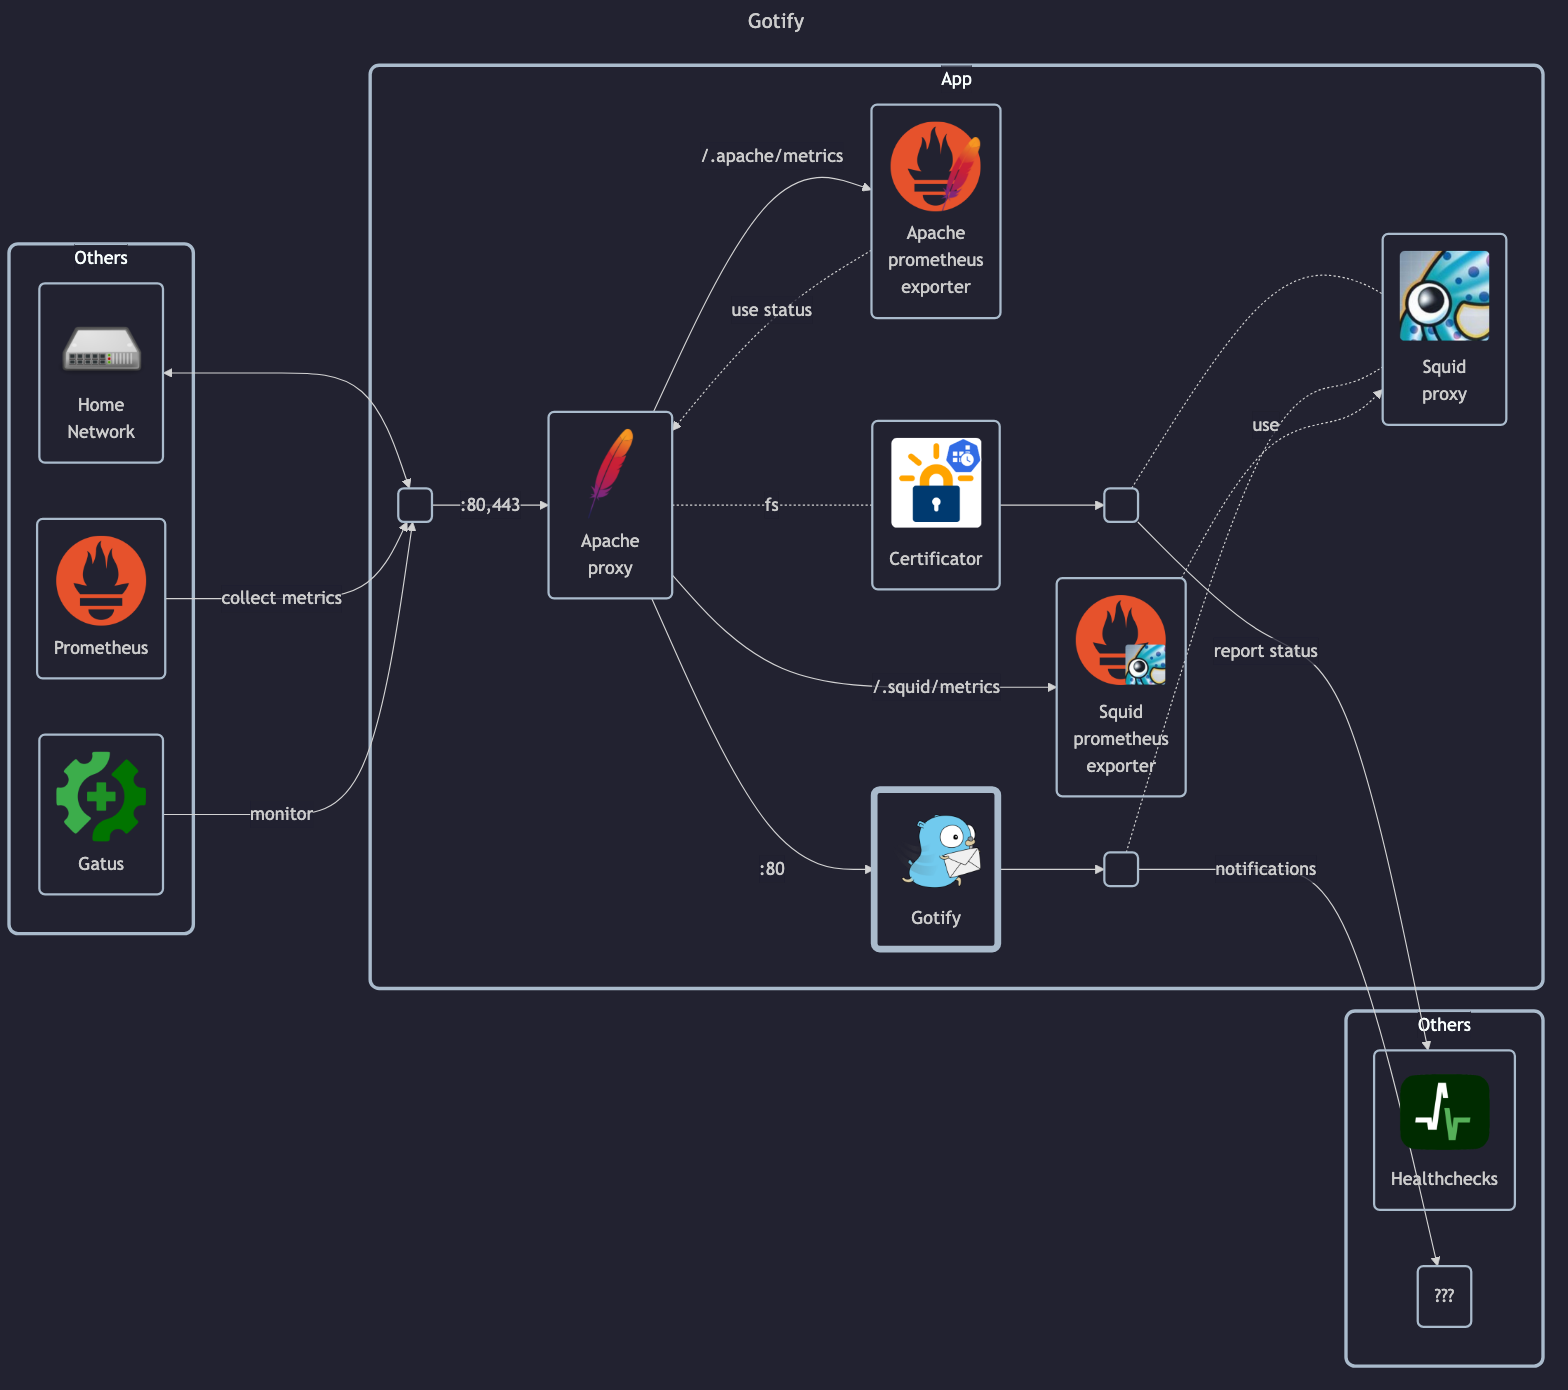 Gotify
App
/.apache/metrics
Apache
prometheus
exporter
use status
Others
Home
Network
Squid
proxy
use
:80,443
Apache
proxy
fs
Certificator
collect metrics
Prometheus
report status
/.squid/metrics
Squid
prometheus
exporter
monitor
Gatus
:80
Gotify
notifications
Others
Healthchecks
???